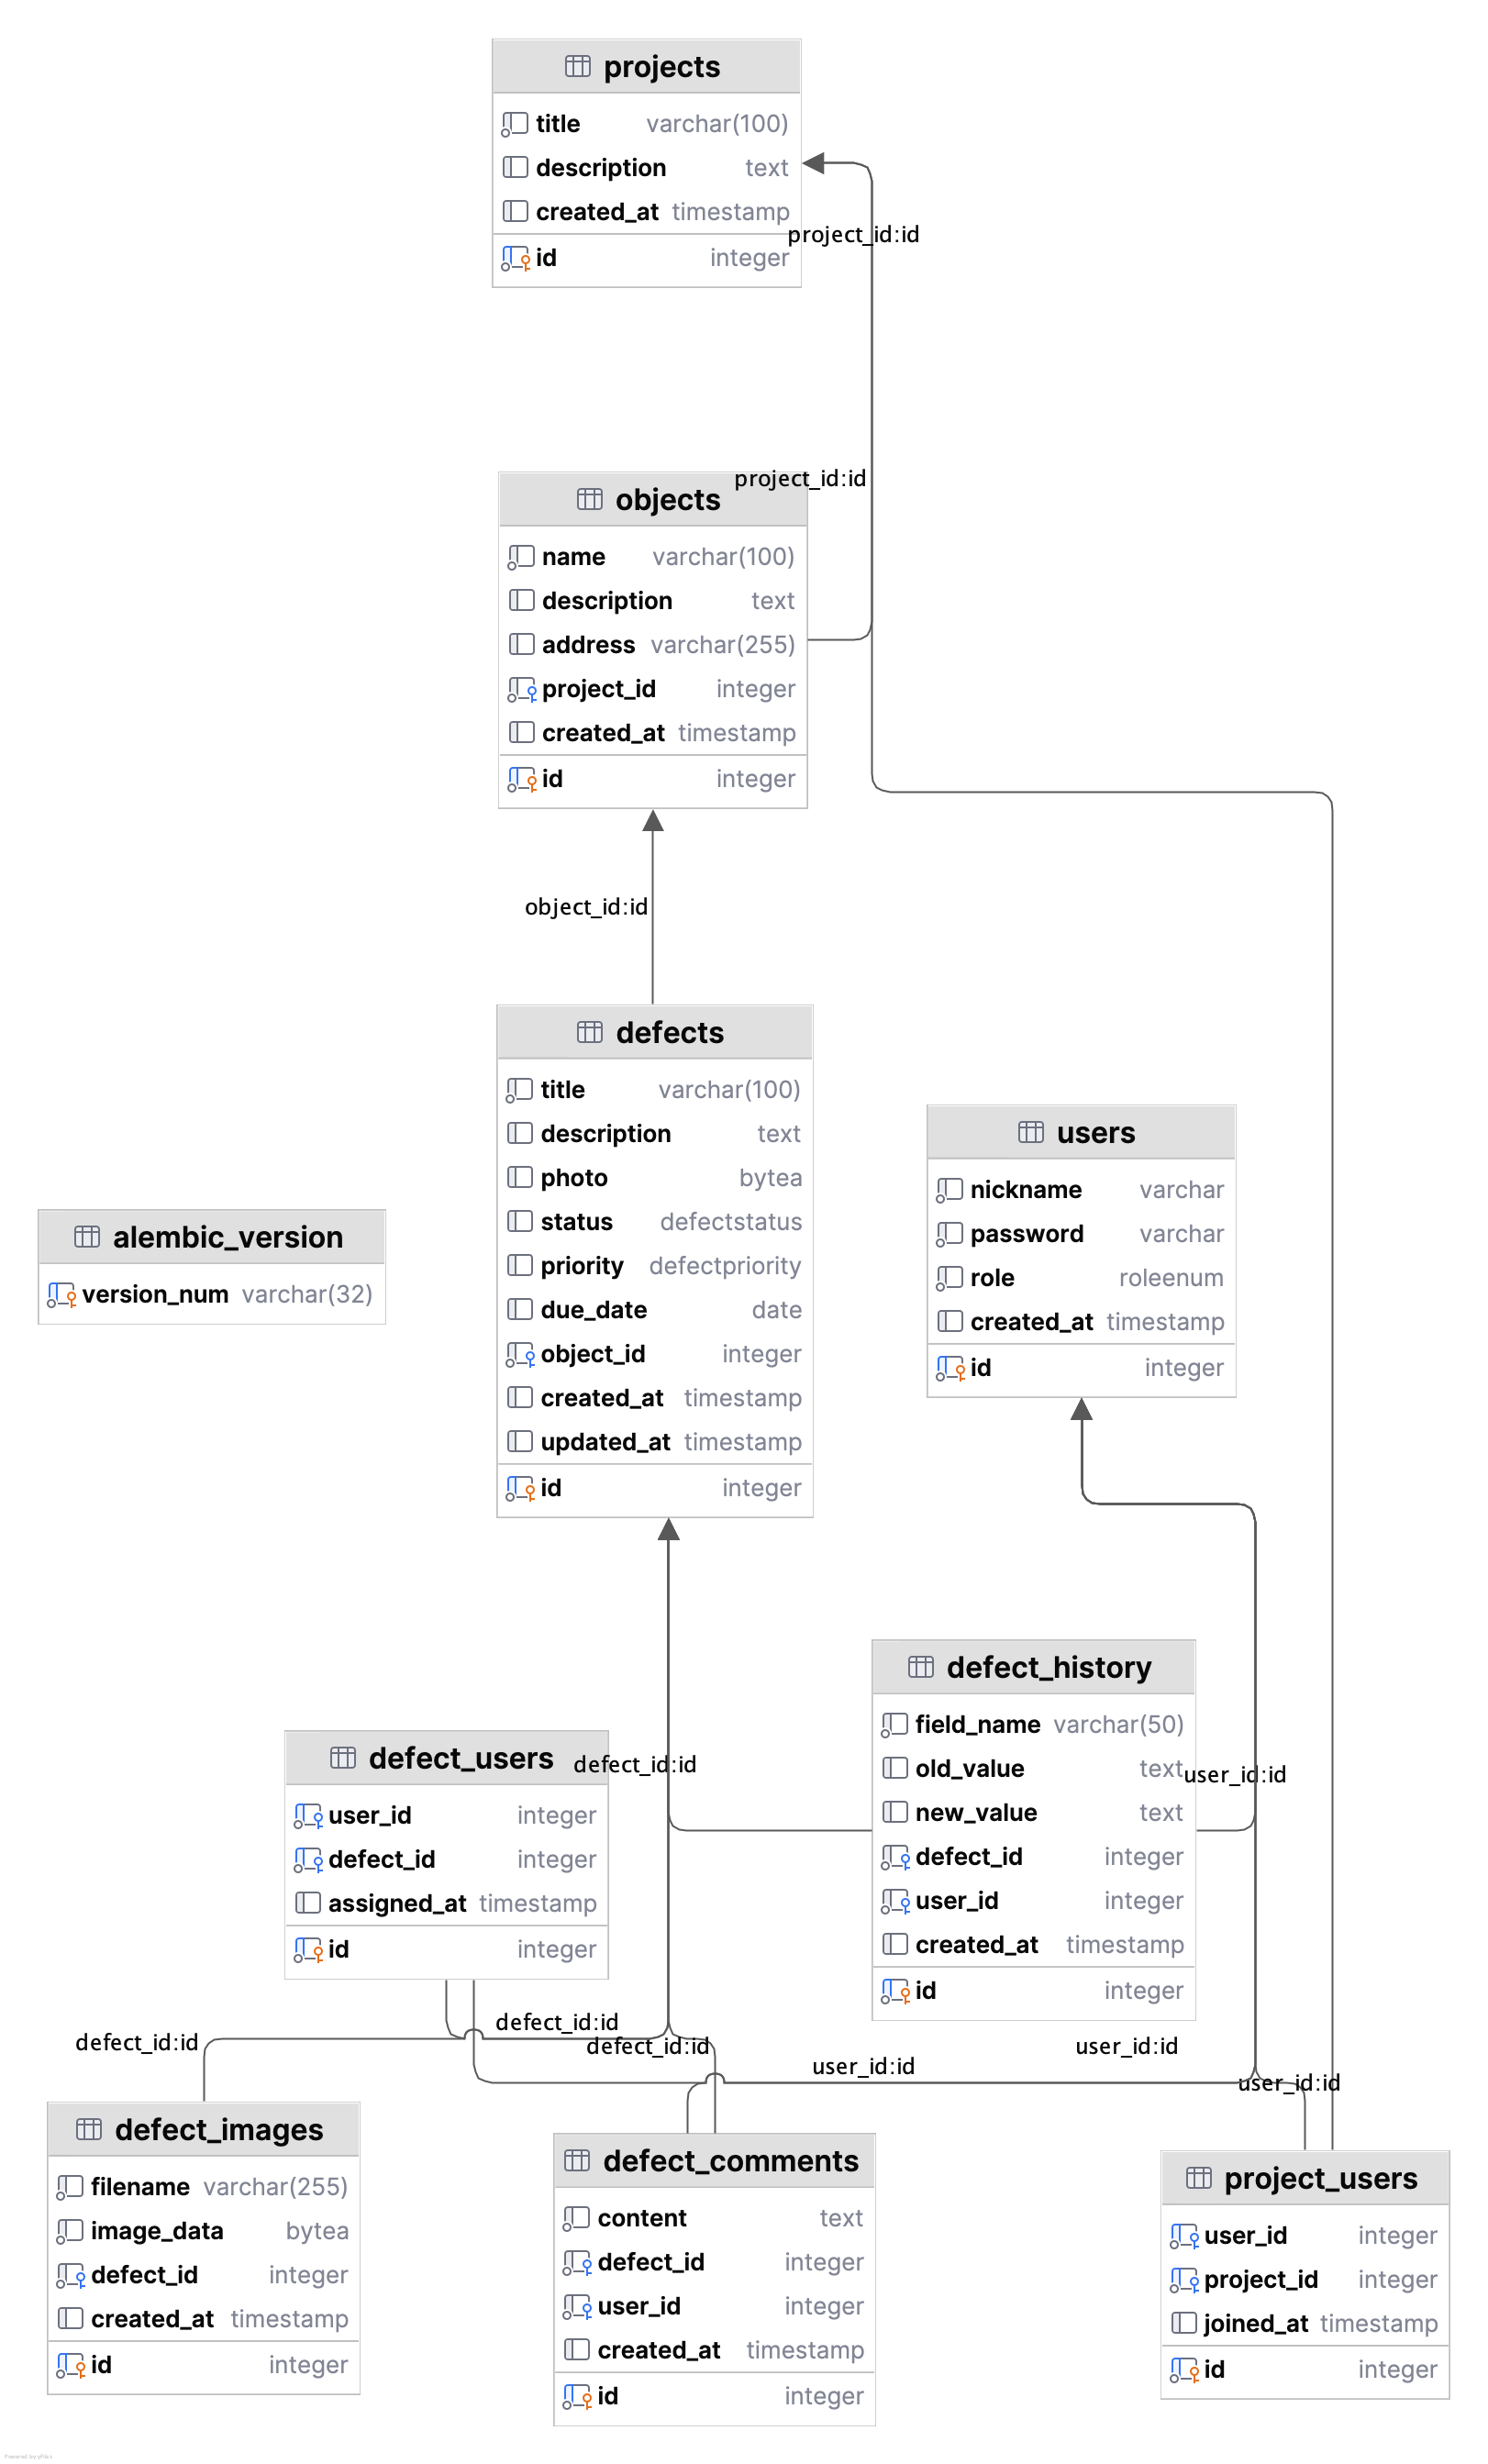 projects
title varchar(100)
description text
created_at timestamp
id integer
project_id:id
project_id:id
objects
name varchar(100)
description text
address varchar(255)
project_id integer
created_at timestamp
id integer
object_id:id
defects
title varchar(100)
description text
photo bytea
status defectstatus
priority defectpriority
due_date date
object_id integer
created_at timestamp
updated_at timestamp
id integer
users
nickname varchar
password varchar
role roleenum
created_at timestamp
id integer
alembic_version
version_num varchar(32)
defect_history
field_name varchar(50)
old_value text
new_value text
defect_id integer
user_id integer
created_at timestamp
id integer
defect_id:id
user_id:id
defect_users
user_id integer
defect_id integer
assigned_at timestamp
id integer
defect_id:id
defect_id:id
defect_id:id
user_id:id
user_id:id
user_id:id
defect_images
filename varchar(255)
image_data bytea
defect_id integer
created_at timestamp
id integer
defect_comments
content text
defect_id integer
user_id integer
created_at timestamp
id integer
project_users
user_id integer
project_id integer
joined_at timestamp
id integer
Powered by yFiles